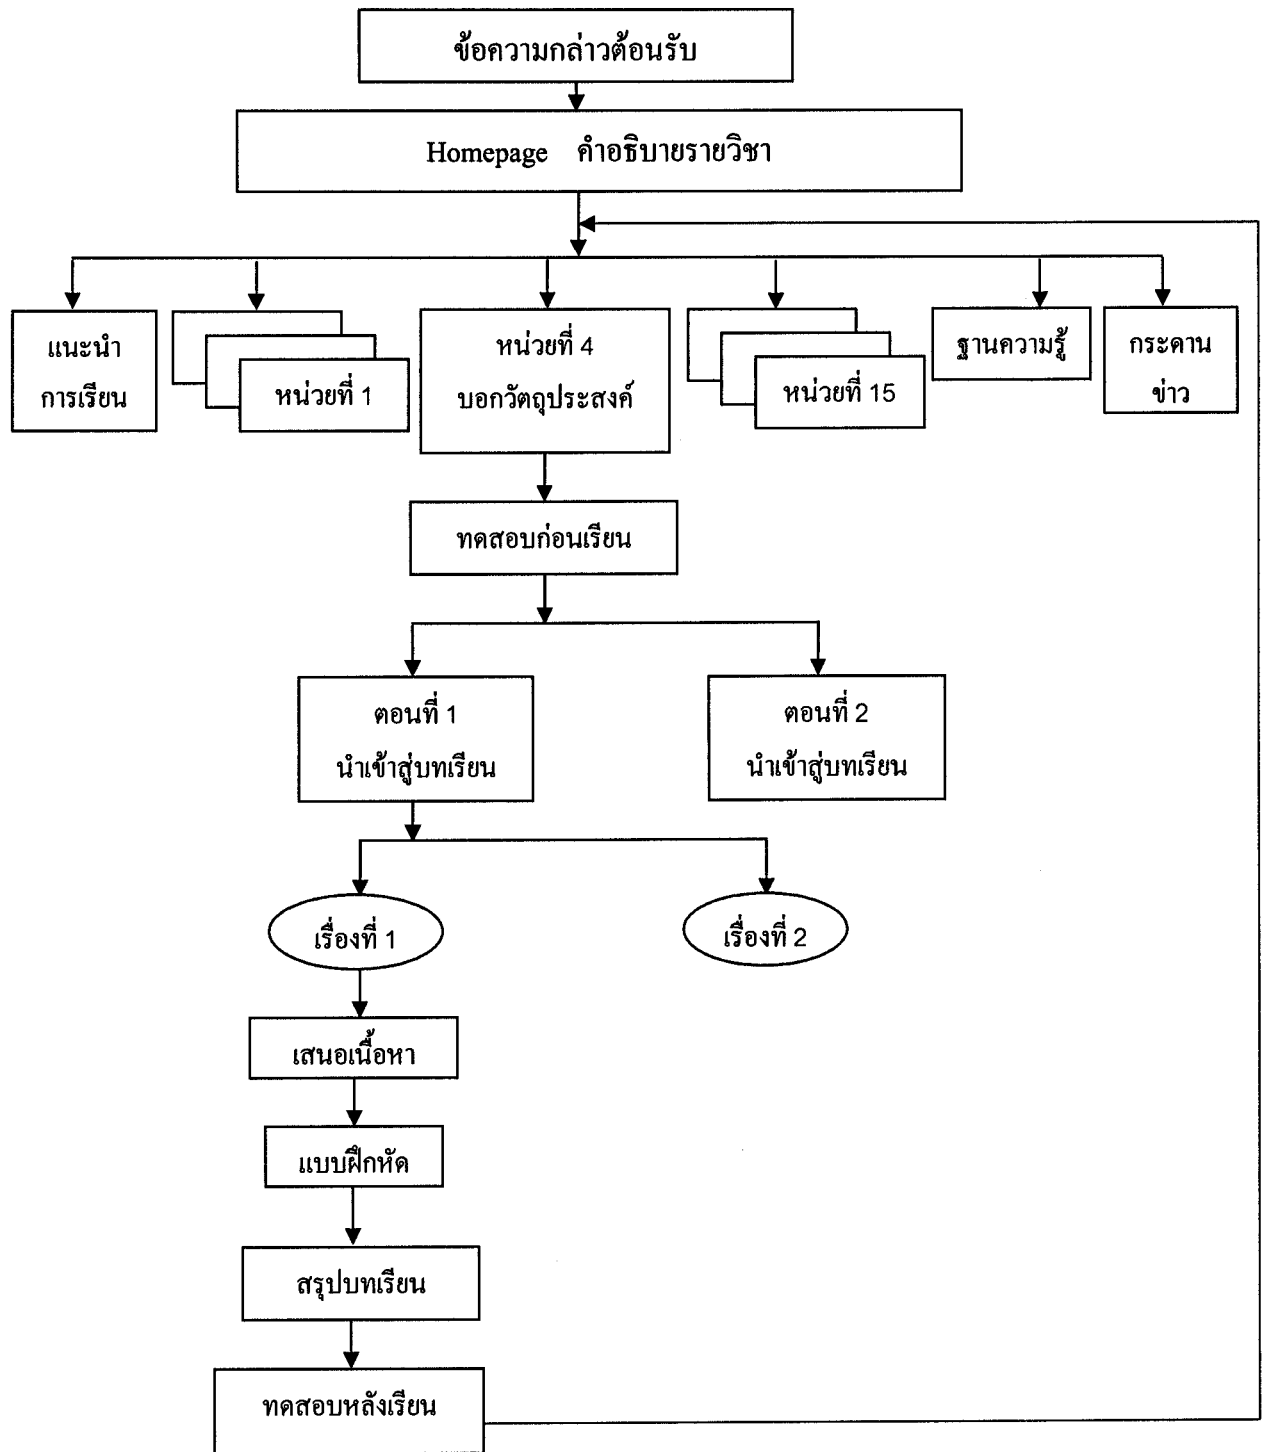 ข้อความกล่าวต้อนรับ
Homepage คำอธิบายรายวิชา
แนะนำ
การเรียน
หน่วยที่ 1
หน่วยที่ 4
บอกวัตถุประสงค์
หน่วยที่ 15
ฐานความรู้
กระดาน
ข่าว
ทดสอบก่อนเรียน
ตอนที่ 1
นำเข้าสู่บทเรียน
ตอนที่ 2
นำเข้าสู่บทเรียน
เรื่องที่ 1
เรื่องที่ 2
เสนอเนื้อหา
แบบฝึกหัด
สรุปบทเรียน
ทดสอบหลังเรียน